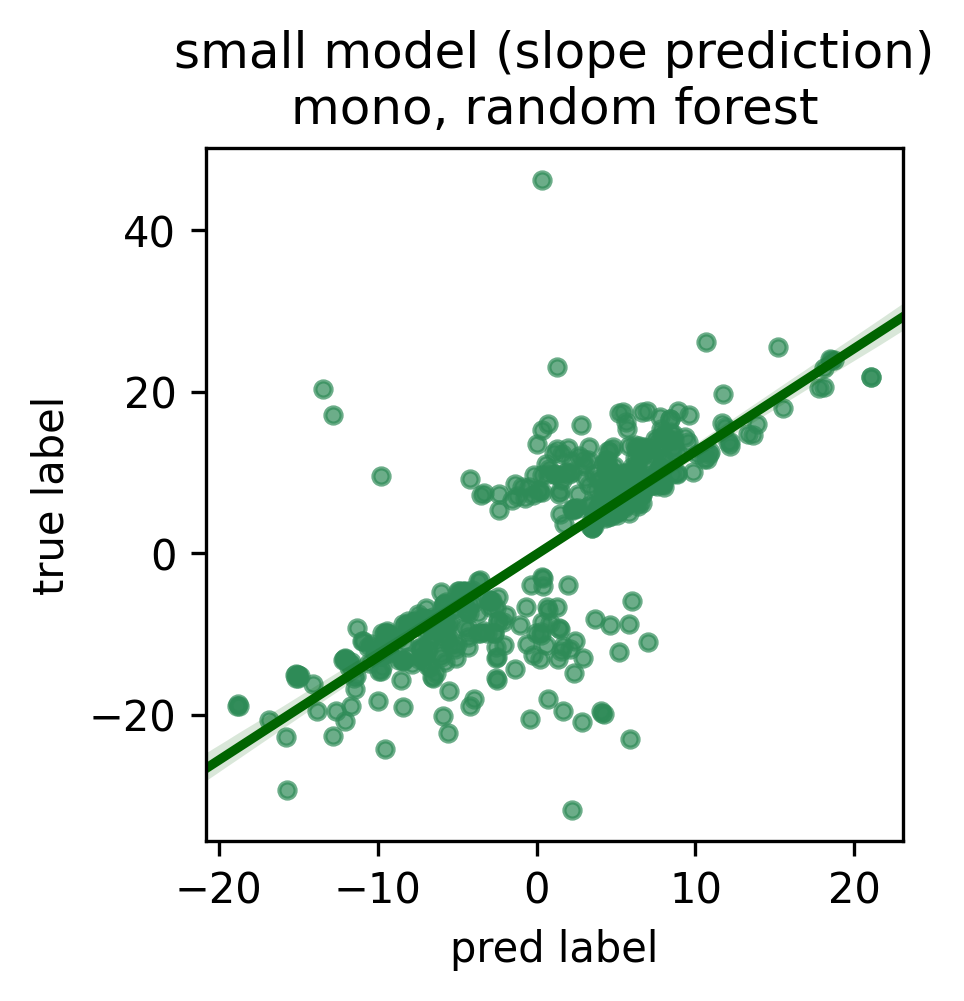 small model (slope prediction)
mono, random forest
40
20
0
−20
true label
−20
−10
0
10
20
pred label